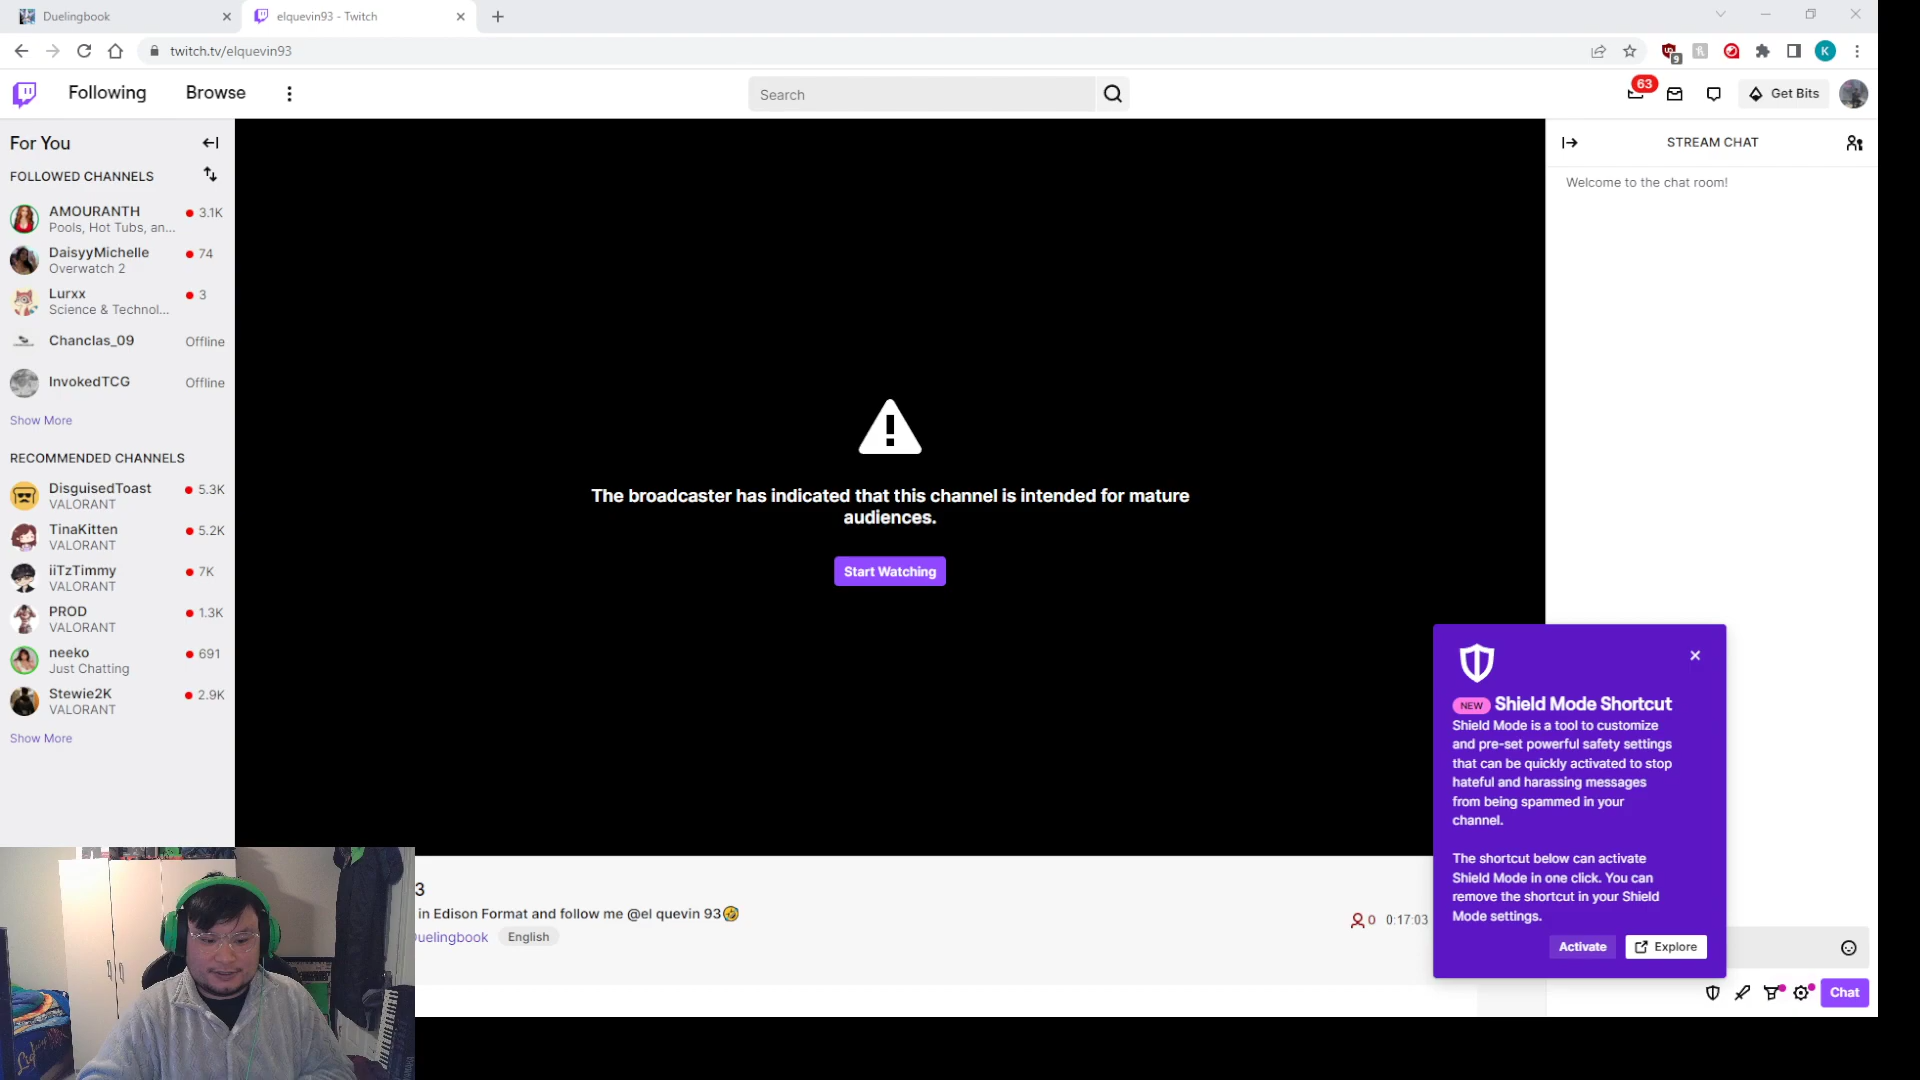 Duelingbook
elquevin93 - Twitch
twitch.tv/elquevin93
9
K
Following
Browse
Search
63
Get Bits
For You
FOLLOWED CHANNELS
AMOURANTH
3.1K
Pools, Hot Tubs, an...
DaisyyMichelle
74
Overwatch 2
Lurxx
3
Science & Technol...
Chanclas_09
Offline
InvokedTCG
Offline
Show More
RECOMMENDED CHANNELS
DisguisedToast
5.3K
VALORANT
TinaKitten
5.2K
VALORANT
iiTzTimmy
7K
VALORANT
PROD
1.3K
VALORANT
neeko
691
Just Chatting
Stewie2K
2.9K
VALORANT
Show More
The broadcaster has indicated that this channel is intended for mature
audiences.
Start Watching
3
in Edison Format and follow me @el quevin 93🤣
uelingbook
English
0
0:17:03
STREAM CHAT
Welcome to the chat room!
NEW Shield Mode Shortcut
Shield Mode is a tool to customize
and pre-set powerful safety settings
that can be quickly activated to stop
hateful and harassing messages
from being spammed in your
channel.
The shortcut below can activate
Shield Mode in one click. You can
remove the shortcut in your Shield
Mode settings.
Activate
Explore
Chat